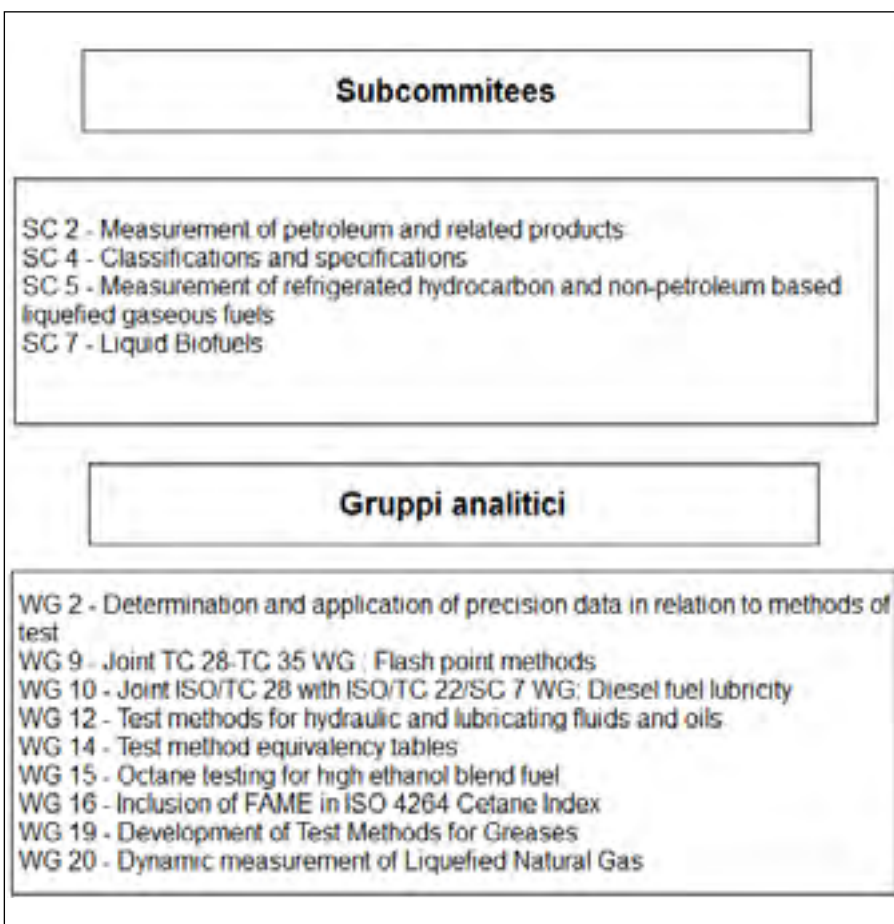 Subcommitees
SC 2 - Measurement of petroleum and related products
SC 4 - Classifications and specifications
SC 5 - Measurement of refrigerated hydrocarbon and non-petroleum based
liquefied gaseous fuels
SC 7 - Liquid Biofuels
Gruppi analitici
WG 2 - Determination and application of precision data in relation to methods of
test
WG 9 - Joint TC 28-TC 35 WG : Flash point methods
WG 10 - Joint ISO/TC 28 with ISO/TC 22/SC 7 WG: Diesel fuel lubricity
WG 12 - Test methods for hydraulic and lubricating fluids and oils
WG 14 - Test method equivalency tables
WG 15 - Octane testing for high ethanol blend fuel
WG 16 - Inclusion of FAME in ISO 4264 Cetane Index
WG 19 - Development of Test Methods for Greases
WG 20 - Dynamic measurement of Liquefied Natural Gas